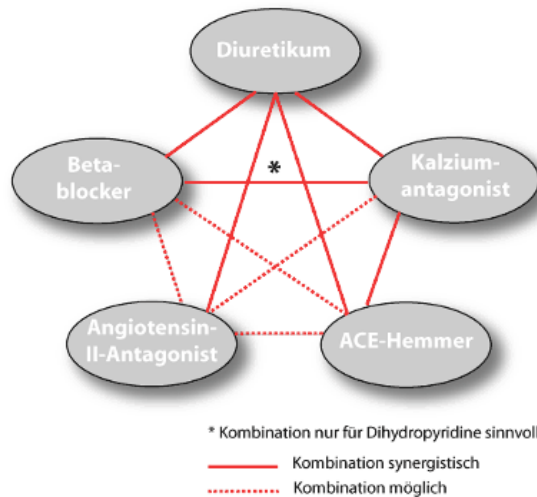 Diuretikum
Beta-
blocker
*
Kalzium-
antagonist
Angiotensin-
II-Antagonist
ACE-Hemmer
* Kombination nur für Dihydropyridine sinnvoll
Kombination synergistisch
Kombination möglich